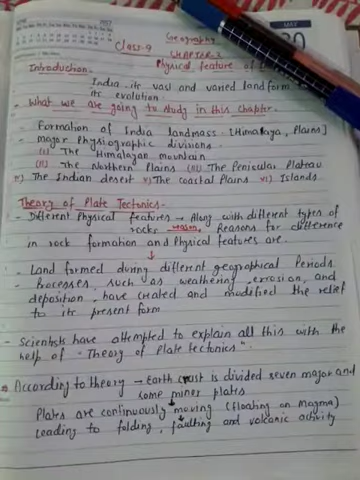 Geography
Class-9
CHAPTER-2
Physical feature of
Introduction.
India, its vast and varied land form
its evolution.
- What we are going to study in this Chapter.
- Formation of India landmass [Himalaya, Plains]
- Major Physiographic divisions.
(i) The Himalayan mountain
(ii) The Northern Plains (iii) The Penicular Plateau
The Indian desert v) The coastal Plains vi) Islands.
Theory of Plate Tectonics -
- Different Physical features → Along with different types of
rocks Reasons for difference
in rock formation and Physical features are.
↓
- Land formed during different geographical Periods.
- Processes, such as weathering, errosion, and
deposition, have created and modified the relief
to its present form
- Scientists have attempted to explain all this with the
help of "Theory of Plate tectonics".
According to theory → Earth crust is divided seven major and
some minor plates
Plates are continuously moving (floating on Magma)
Leading to folding, faulting and volcanic activity